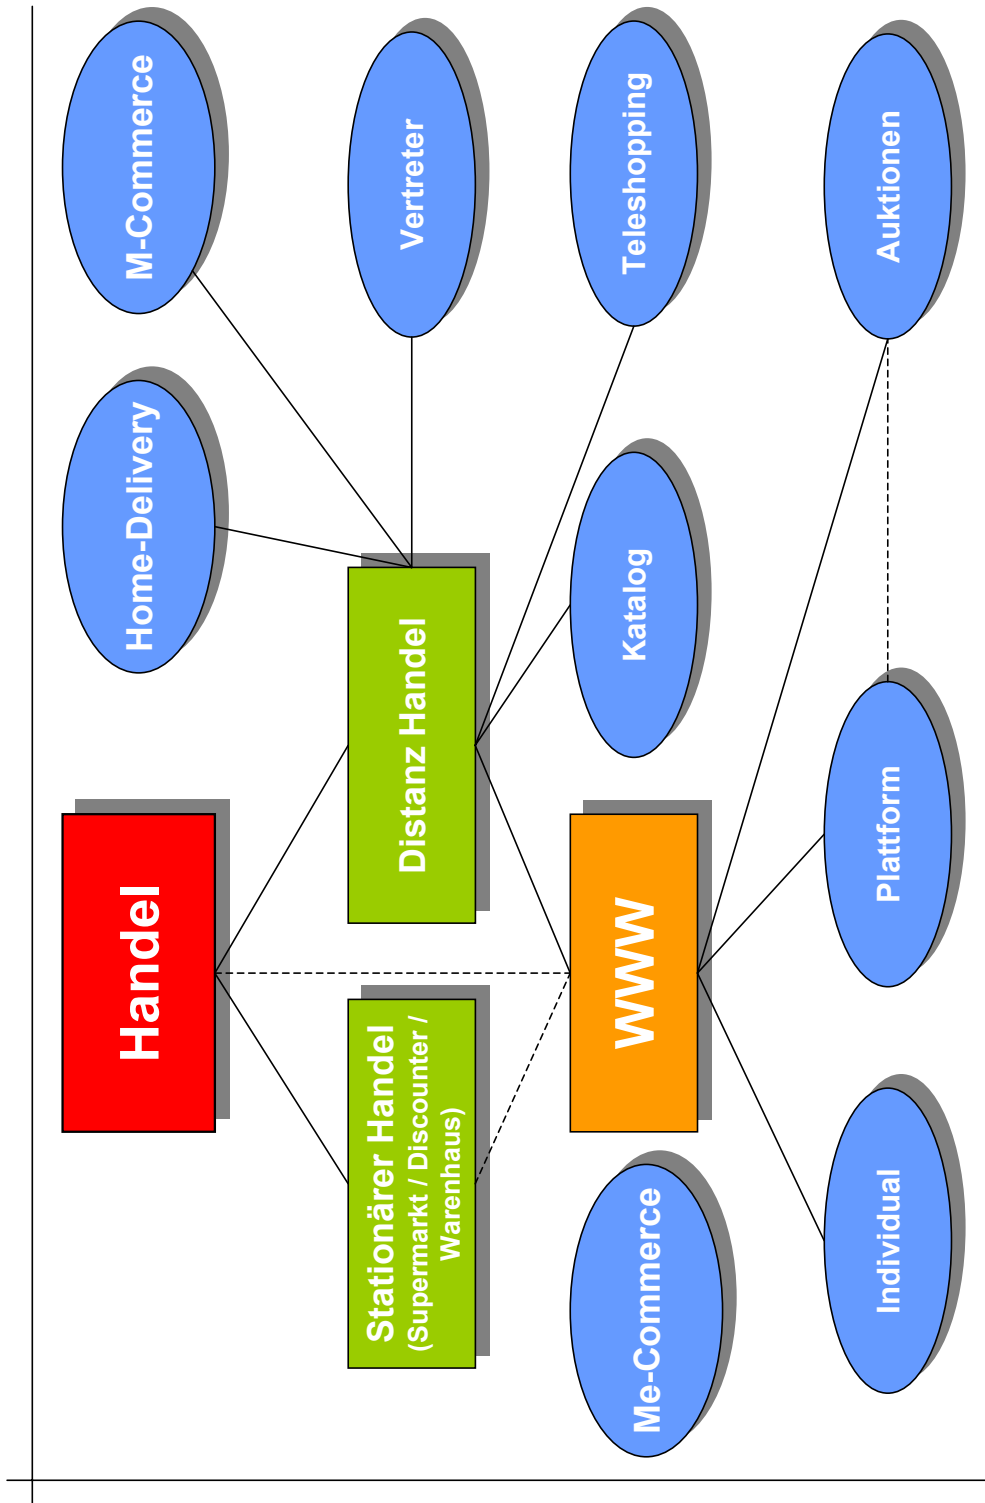 Handel
Home-Delivery
M-Commerce
Stationärer Handel
(Supermarkt / Discounter /
Warenhaus)
Distanz Handel
Vertreter
Me-Commerce
WWW
Katalog
Teleshopping
Individual
Plattform
Auktionen